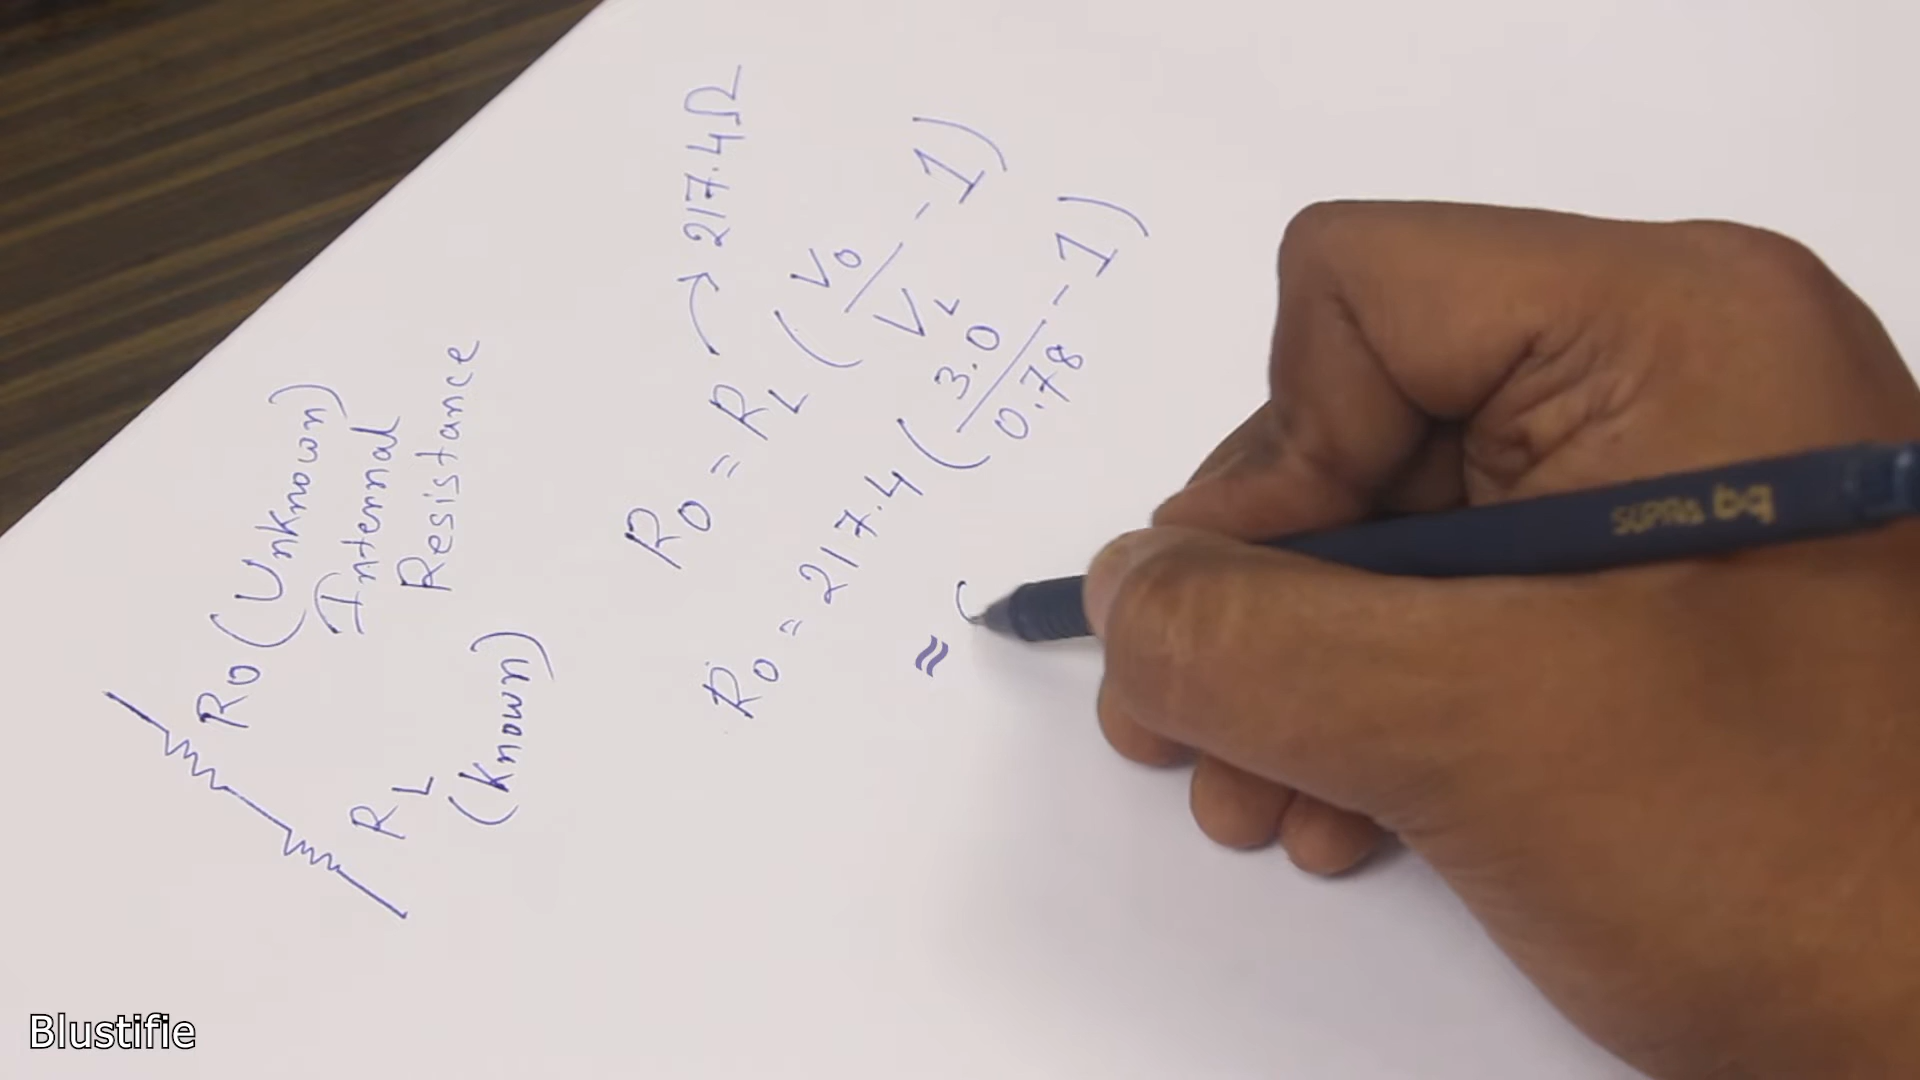 R0 (Unknown)
Internal
Resistance
RL
(Known)
R0 = RL (V0/VL - 1)
→ 217.4Ω
R0 = 217.4 (3.0/0.78 - 1)
≈
SUPRA
Blustifie